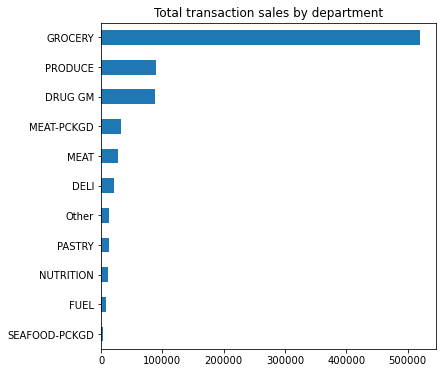 Total transaction sales by department
GROCERY
PRODUCE
DRUG GM
MEAT-PCKGD
MEAT
DELI
Other
PASTRY
NUTRITION
FUEL
SEAFOOD-PCKGD
0 100000 200000 300000 400000 500000